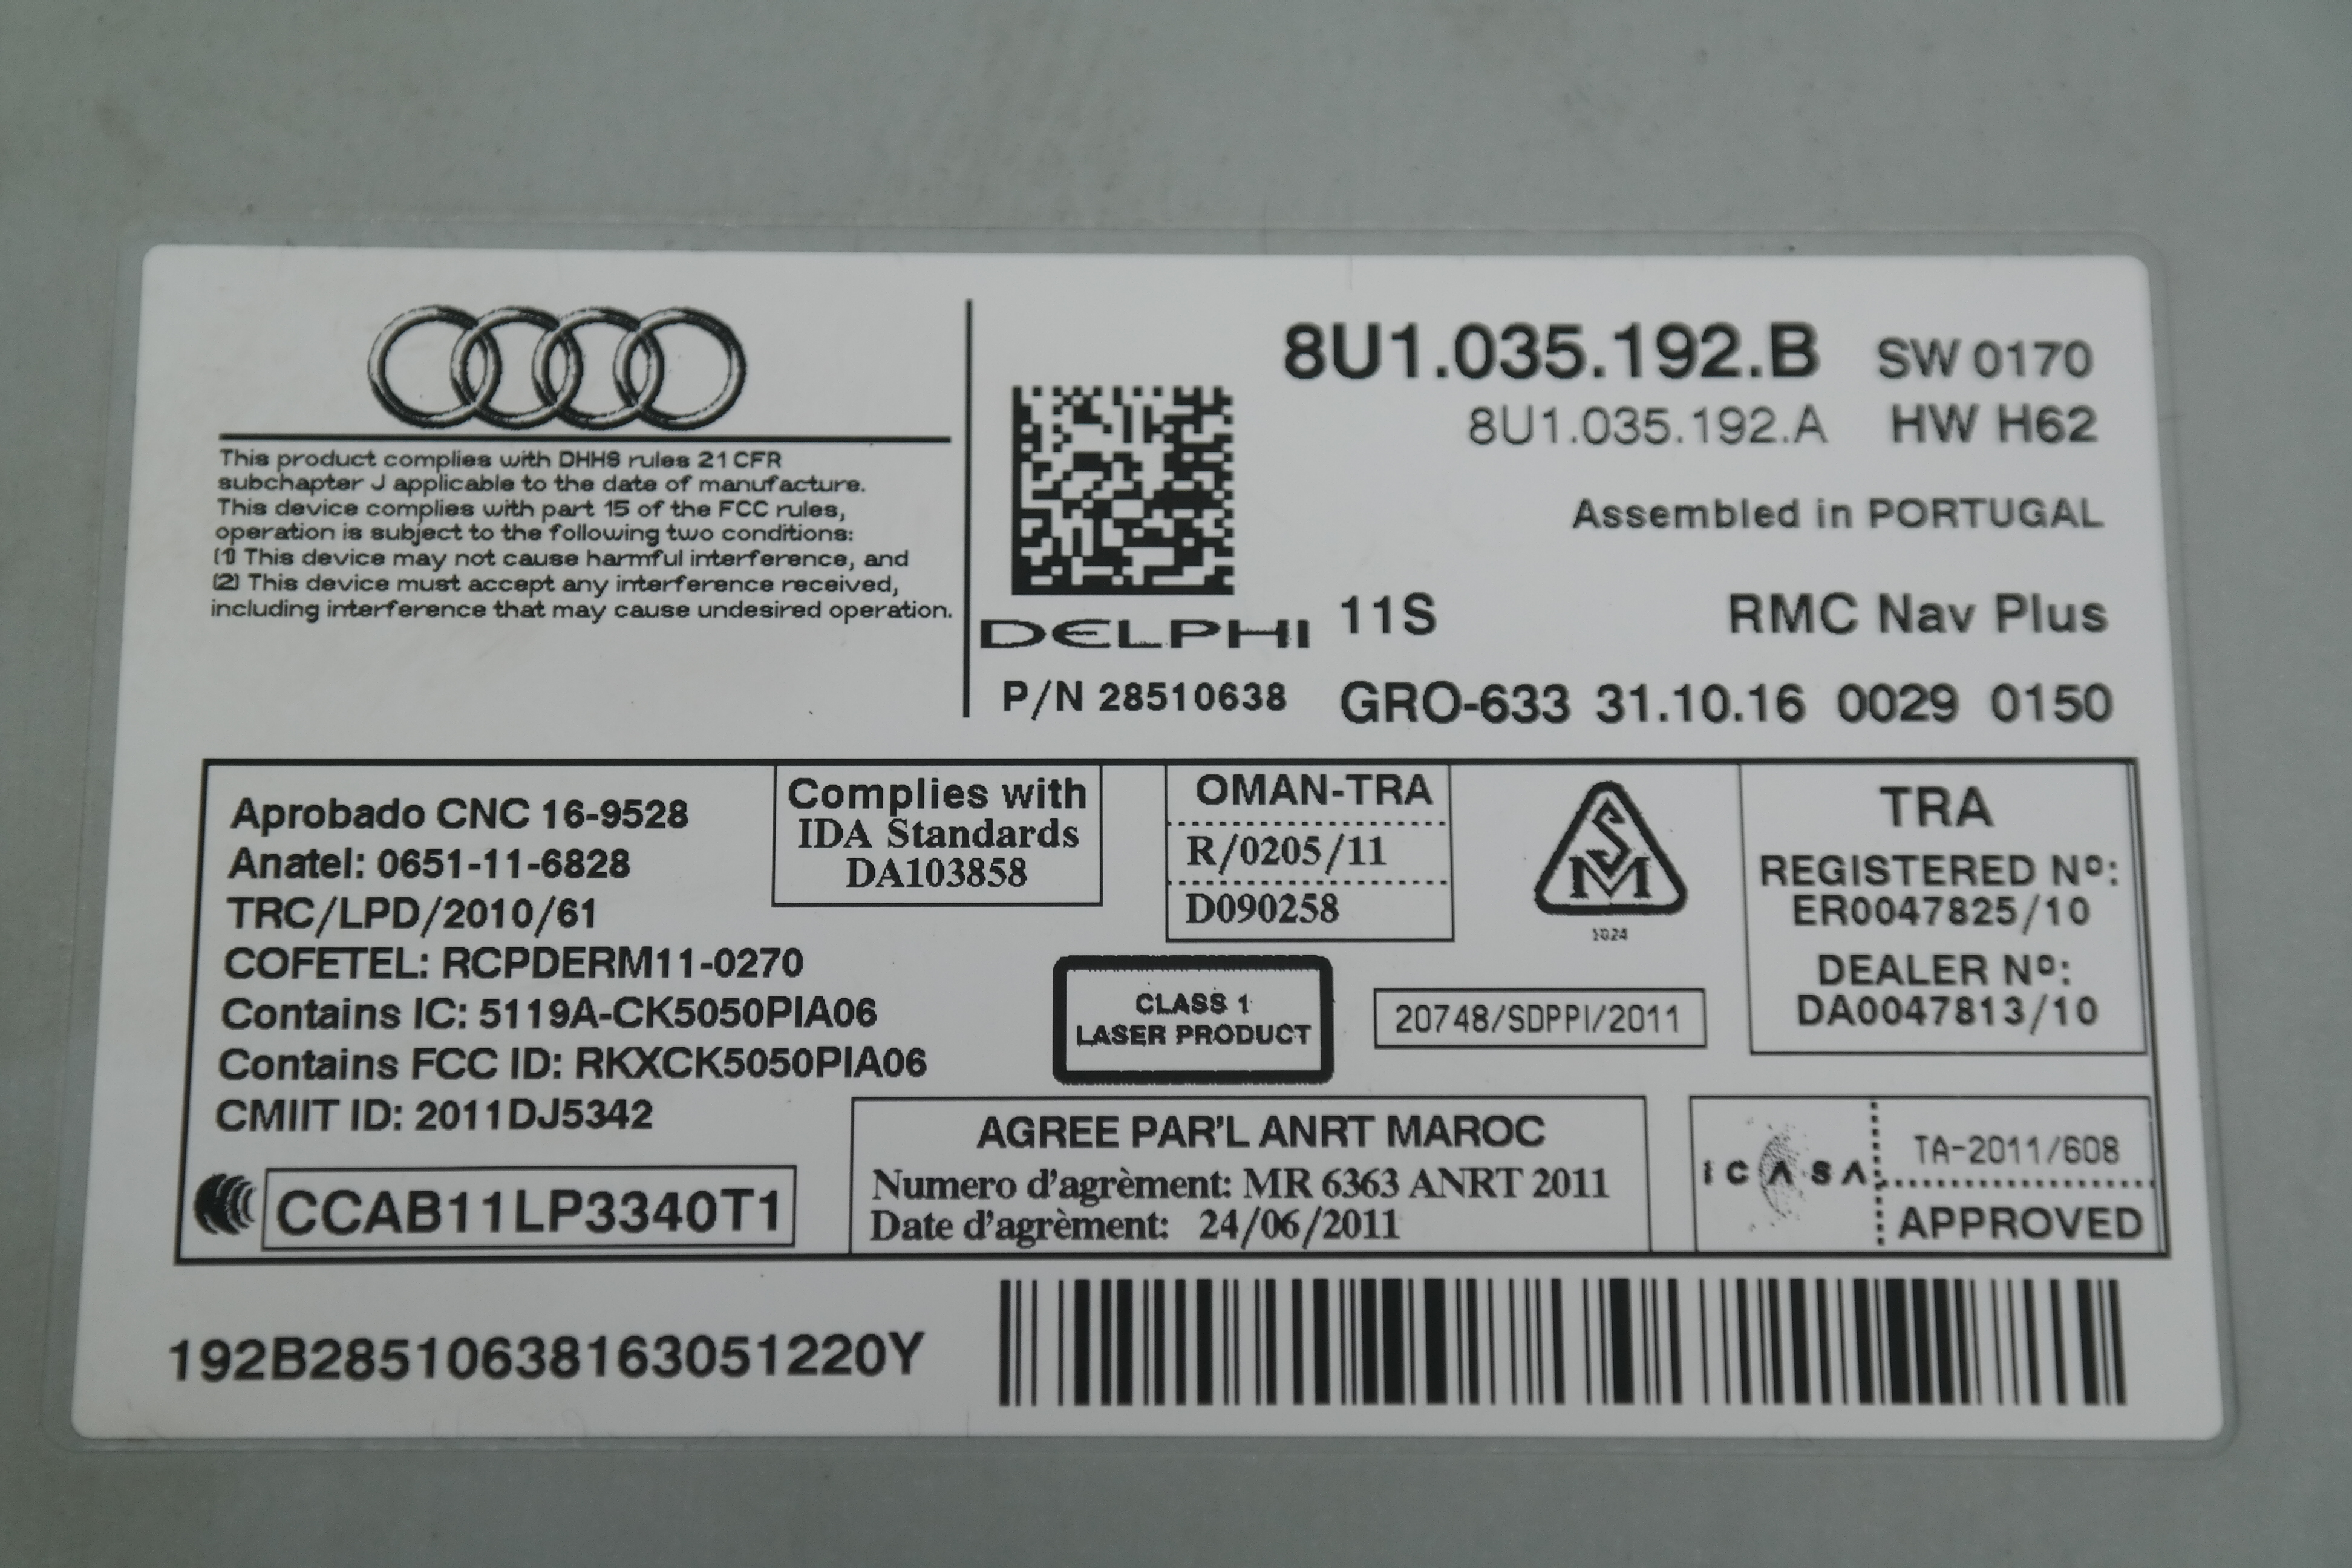 This product complies with DHHS rules 21 CFR
subchapter J applicable to the date of manufacture.
This device complies with part 15 of the FCC rules,
operation is subject to the following two conditions:
(1) This device may not cause harmful interference, and
(2) This device must accept any interference received,
including interference that may cause undesired operation.
8U1.035.192.B SW 0170
8U1.035.192.A HW H62
Assembled in PORTUGAL
DELPHI 11S RMC Nav Plus
P/N 28510638 GRO-633 31.10.16 0029 0150
Aprobado CNC 16-9528
Anatel: 0651-11-6828
TRC/LPD/2010/61
COFETEL: RCPDERM11-0270
Contains IC: 5119A-CK5050PIA06
Contains FCC ID: RKXCK5050PIA06
CMIIT ID: 2011DJ5342
CCAB11LP3340T1
Complies with
IDA Standards
DA103858
OMAN-TRA
R/0205/11
D090258
SM
1024
TRA
REGISTERED Nº:
ER0047825/10
DEALER Nº:
DA0047813/10
CLASS 1
LASER PRODUCT
20748/SDPPI/2011
AGREE PAR'L ANRT MAROC
Numero d'agrèment: MR 6363 ANRT 2011
Date d'agrèment: 24/06/2011
ICASA
TA-2011/608
APPROVED
192B28510638163051220Y